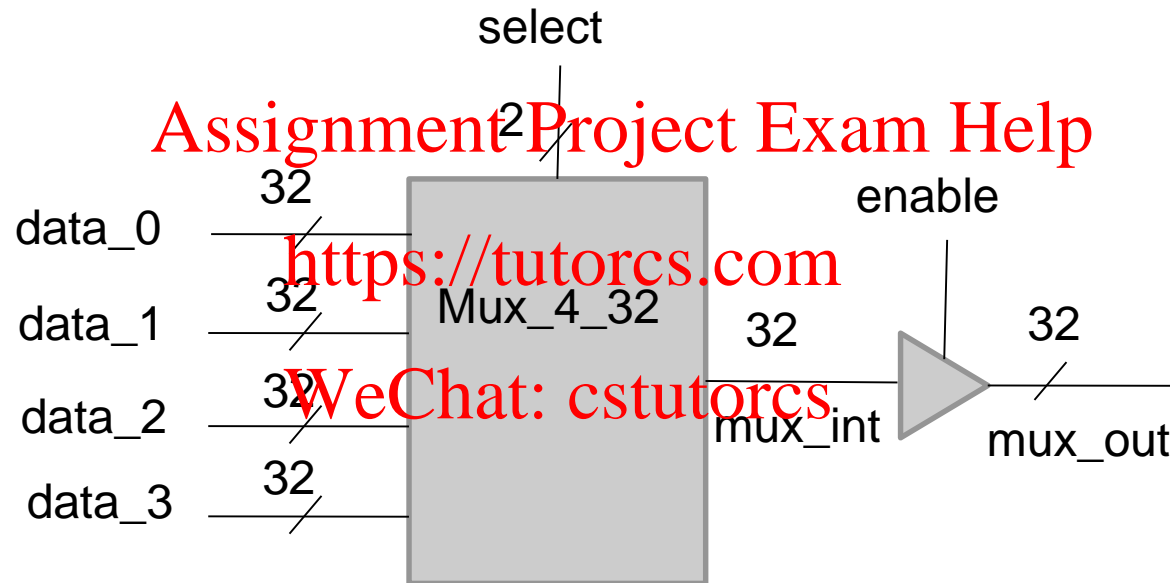 select
2
Assignment Project Exam Help
32
enable
data_0
https://tutorcs.com
32
Mux_4_32
data_1
32
32
32
WeChat: cstutorcs
data_2
mux_int
mux_out
32
data_3